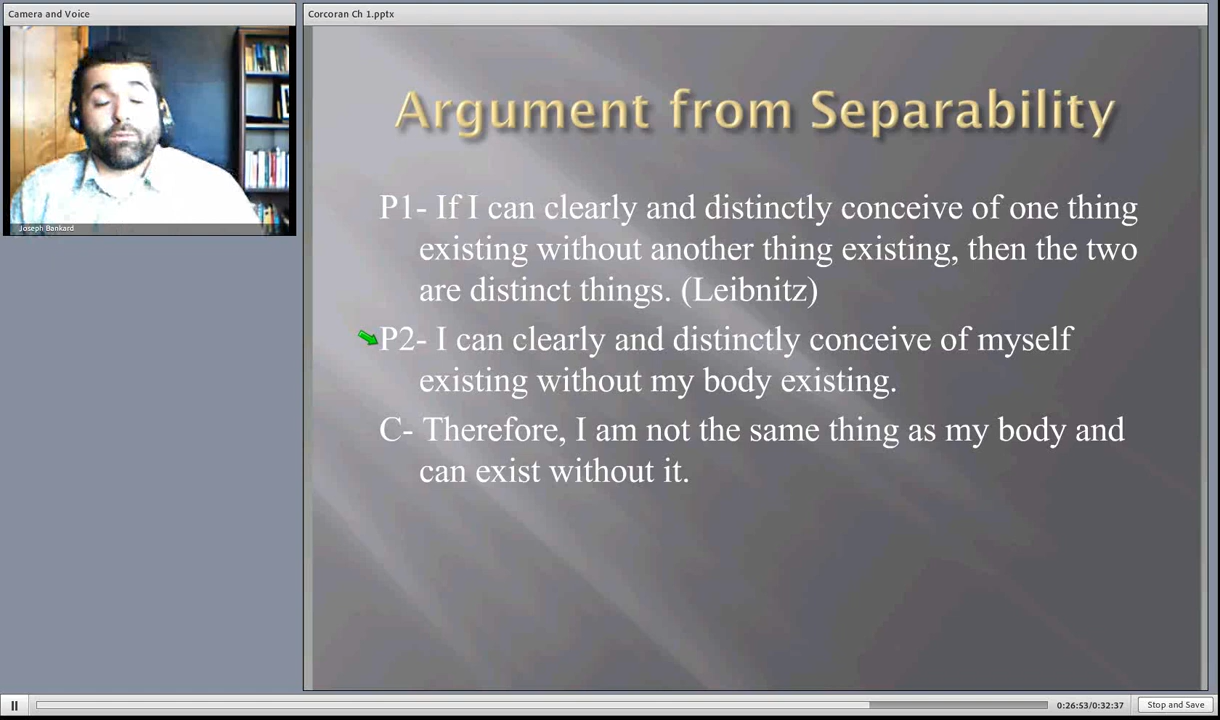 Camera and Voice
Corcoran Ch 1.pptx
Joseph Bankard
Argument from Separability
P1- If I can clearly and distinctly conceive of one thing
existing without another thing existing, then the two
are distinct things. (Leibnitz)
P2- I can clearly and distinctly conceive of myself
existing without my body existing.
C- Therefore, I am not the same thing as my body and
can exist without it.
0:26:53/0:32:37
Stop and Save